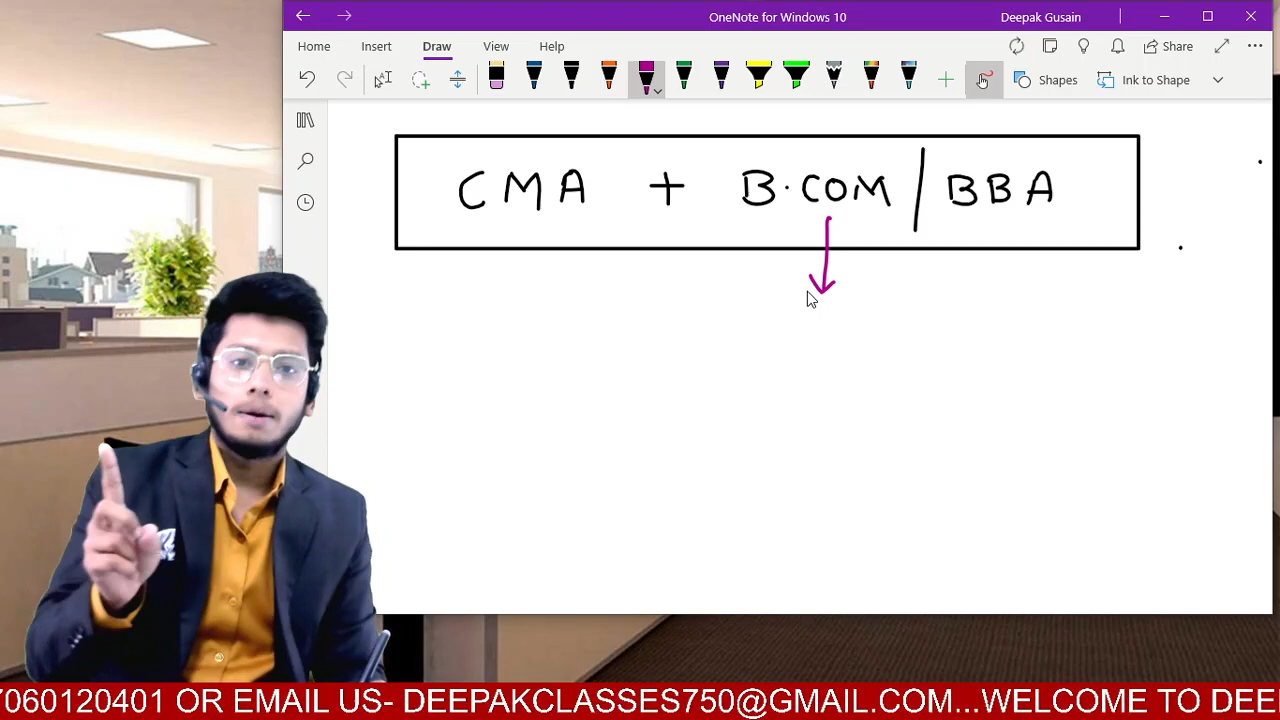 OneNote for Windows 10
Deepak Gusain
Home Insert Draw View Help
Share
Shapes
Ink to Shape
CMA + B.COM / BBA
7060120401 OR EMAIL US- DEEPAKCLASSES750@GMAIL.COM...WELCOME TO DEE